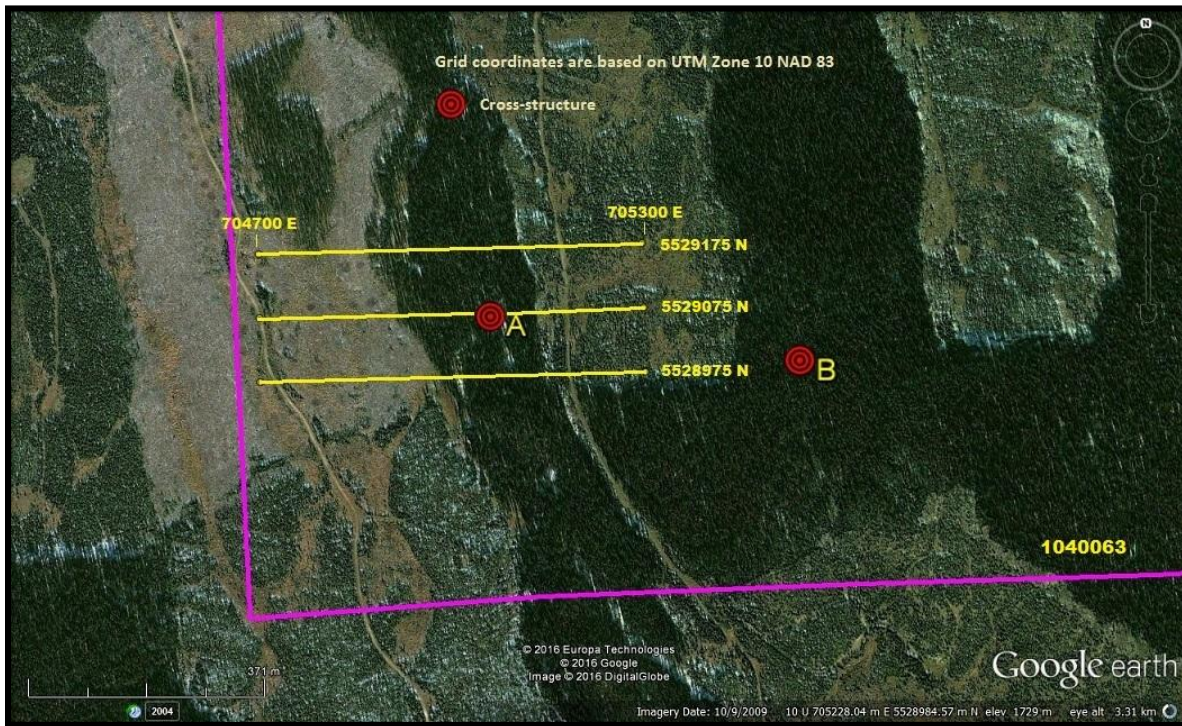 N
Grid coordinates are based on UTM Zone 10 NAD 83
Cross-structure
704700 E
705300 E
5529175 N
5529075 N
A
5528975 N
B
1040063
371 m
© 2016 Europa Technologies
© 2016 Google
Image © 2016 DigitalGlobe
Google earth
2004
Imagery Date: 10/9/2009 10 U 705228.04 m E 5528984.57 m N elev 1729 m eye alt 3.31 km